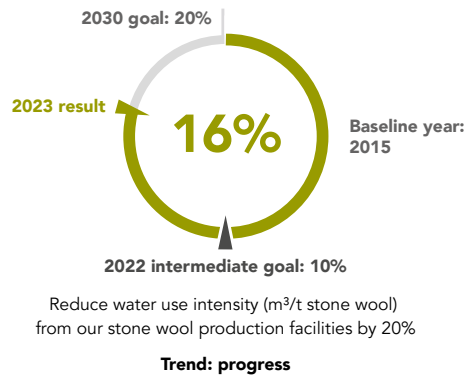 2030 goal: 20%
2023 result
16%
Baseline year:
2015
2022 intermediate goal: 10%
Reduce water use intensity (m³/t stone wool)
from our stone wool production facilities by 20%
Trend: progress